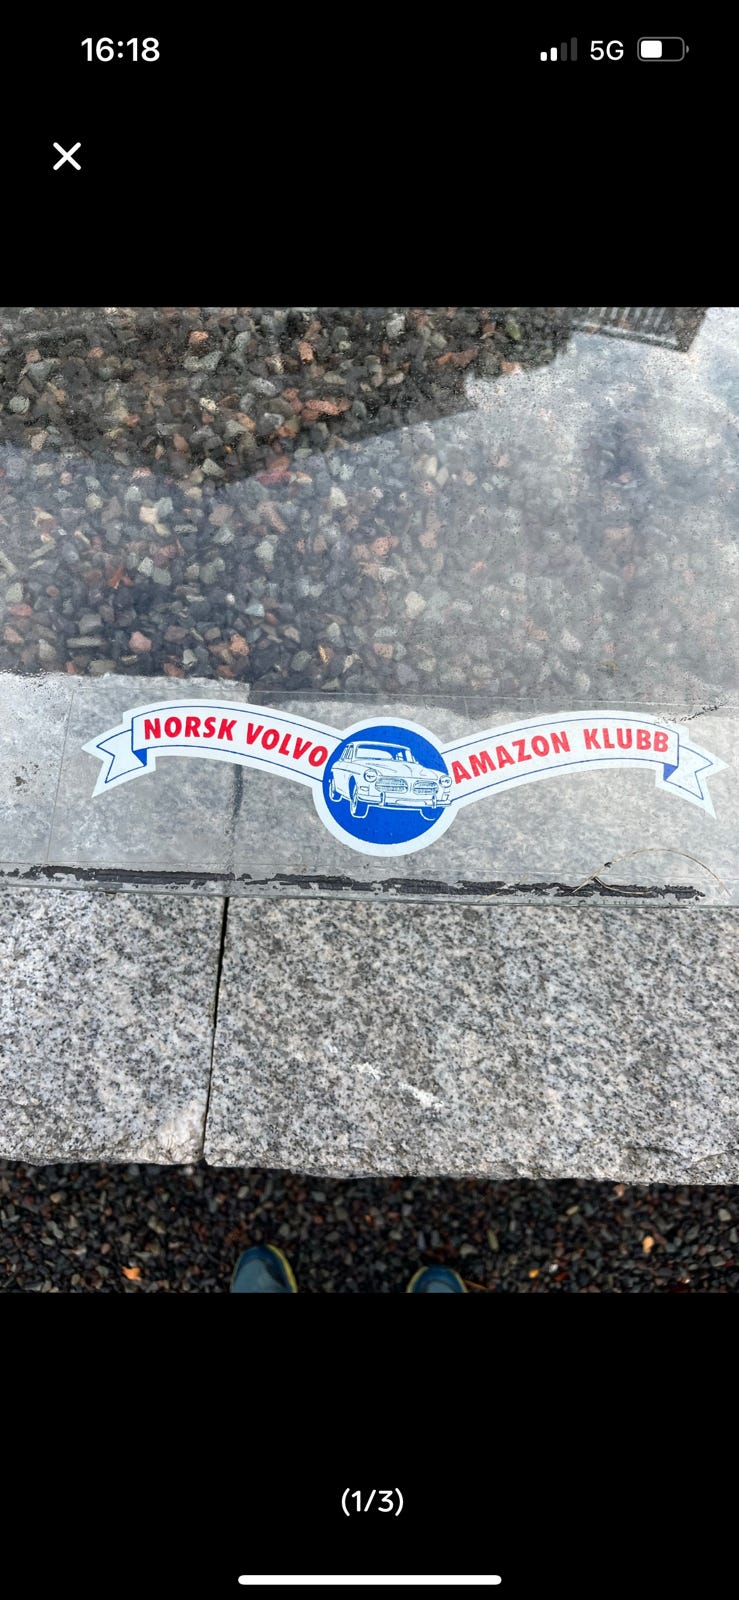 16:18
5G
NORSK VOLVO AMAZON KLUBB
(1/3)